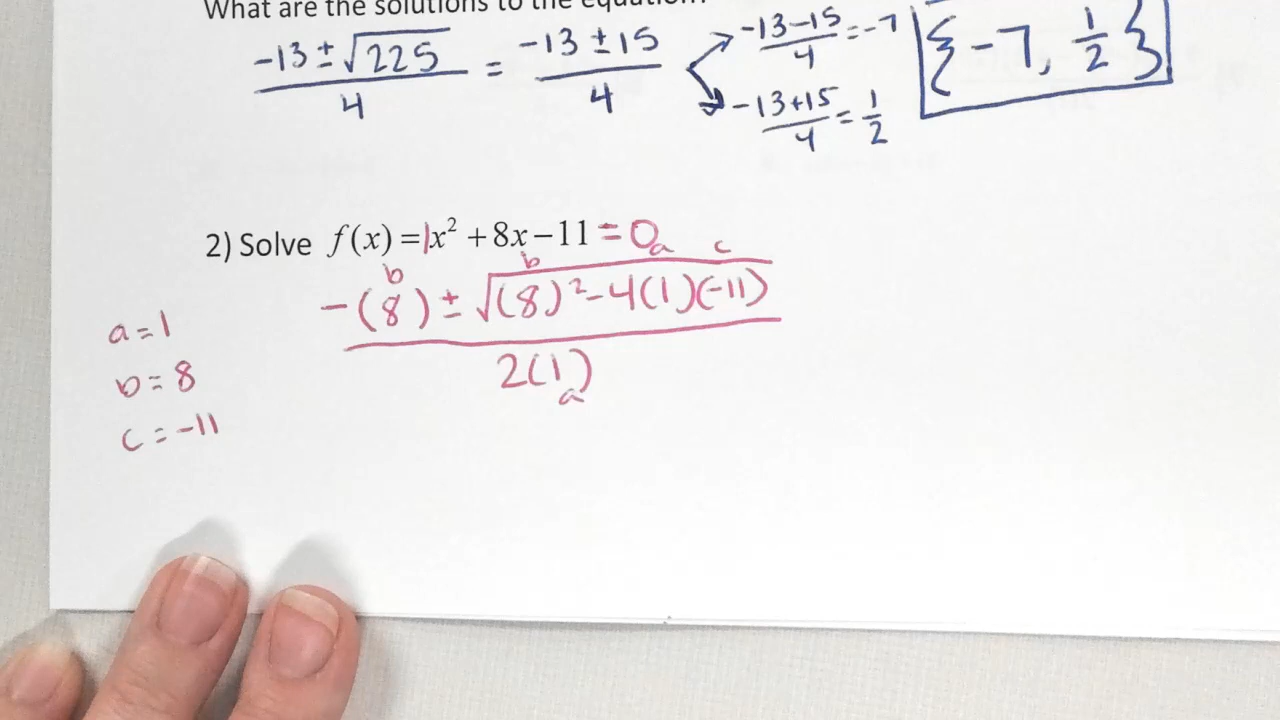 What are the solutions to the equation?
-13 ± √225 / 4 = -13 ± 15 / 4
-13-15 / 4 = -7
-13+15 / 4 = 1/2
{-7, 1/2}
2) Solve f(x) = 1x² + 8x − 11 = 0
b b a c
-(8) ± √(8)² - 4(1)(-11)
2(1)
a
a = 1
b = 8
c = -11